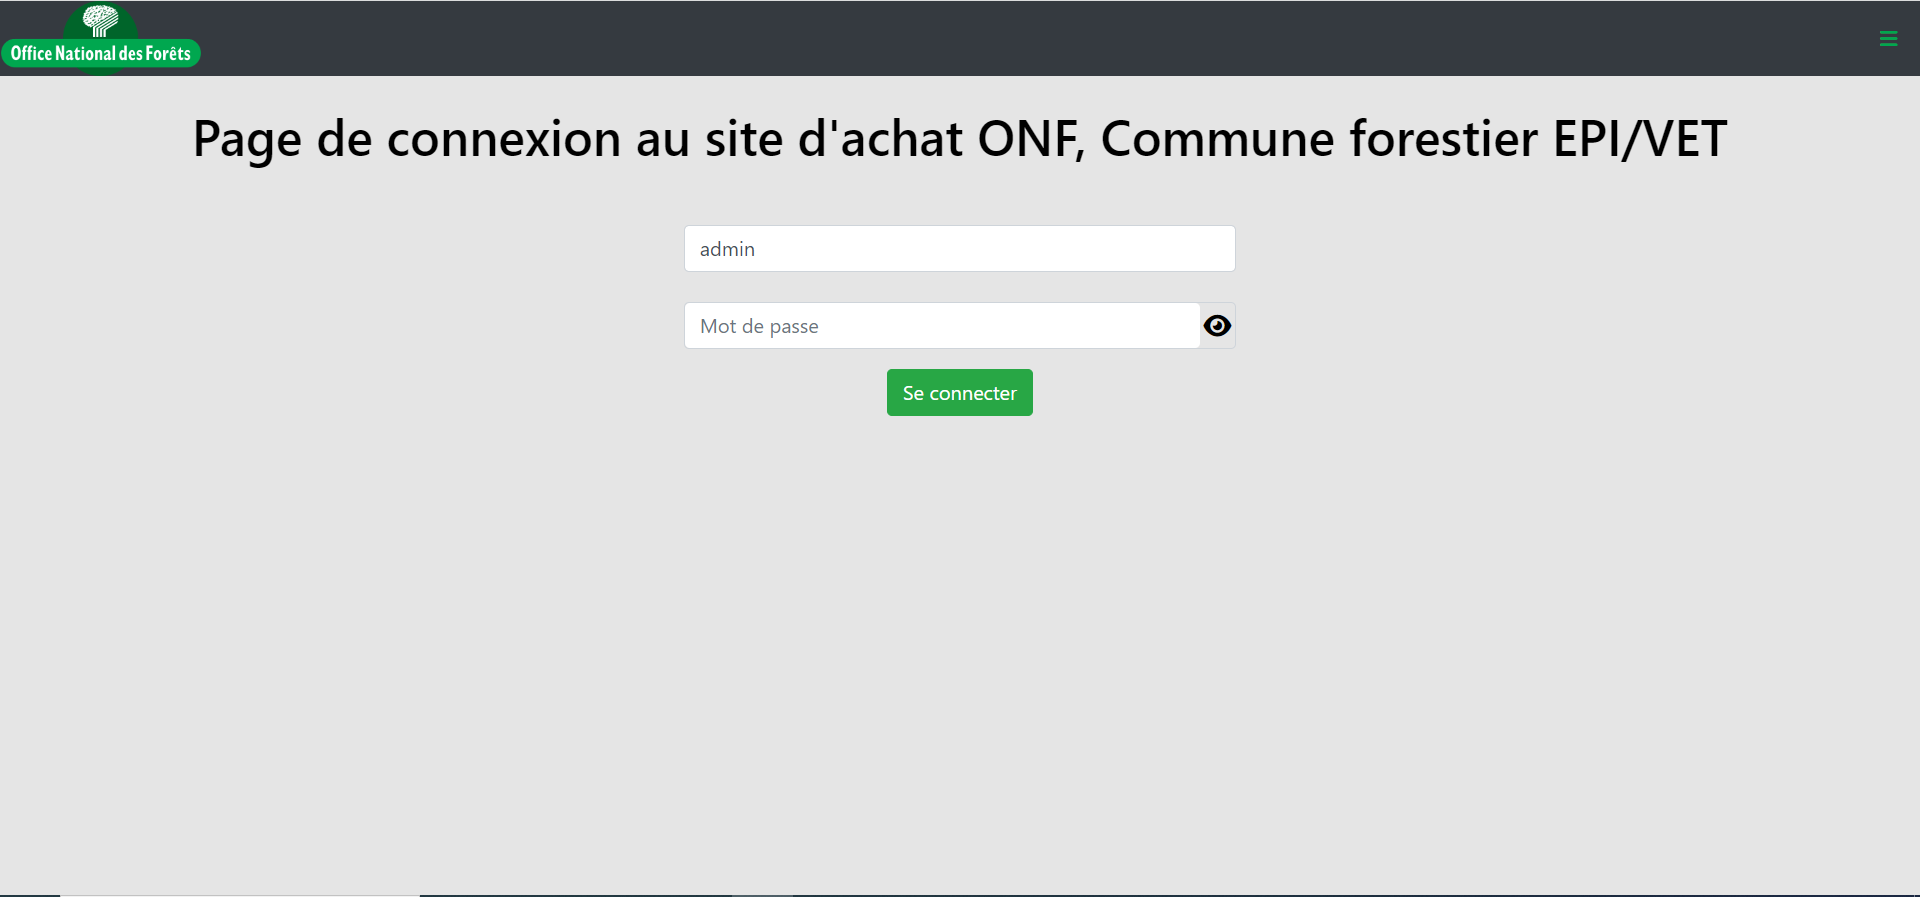 Office National des Forêts
Page de connexion au site d'achat ONF, Commune forestier EPI/VET
admin
Mot de passe
Se connecter